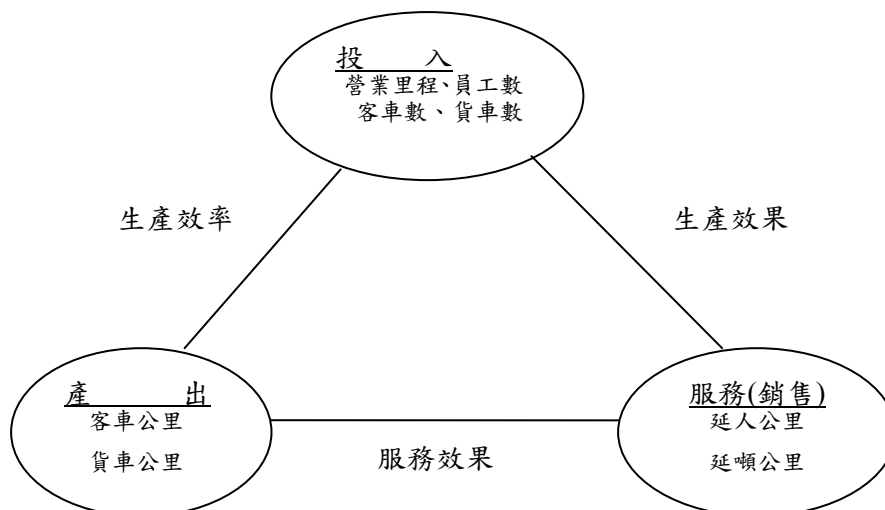 投 入
營業里程、員工數
客車數、貨車數
生產效率
生產效果
產 出
客車公里
貨車公里
服務(銷售)
延人公里
延噸公里
服務效果